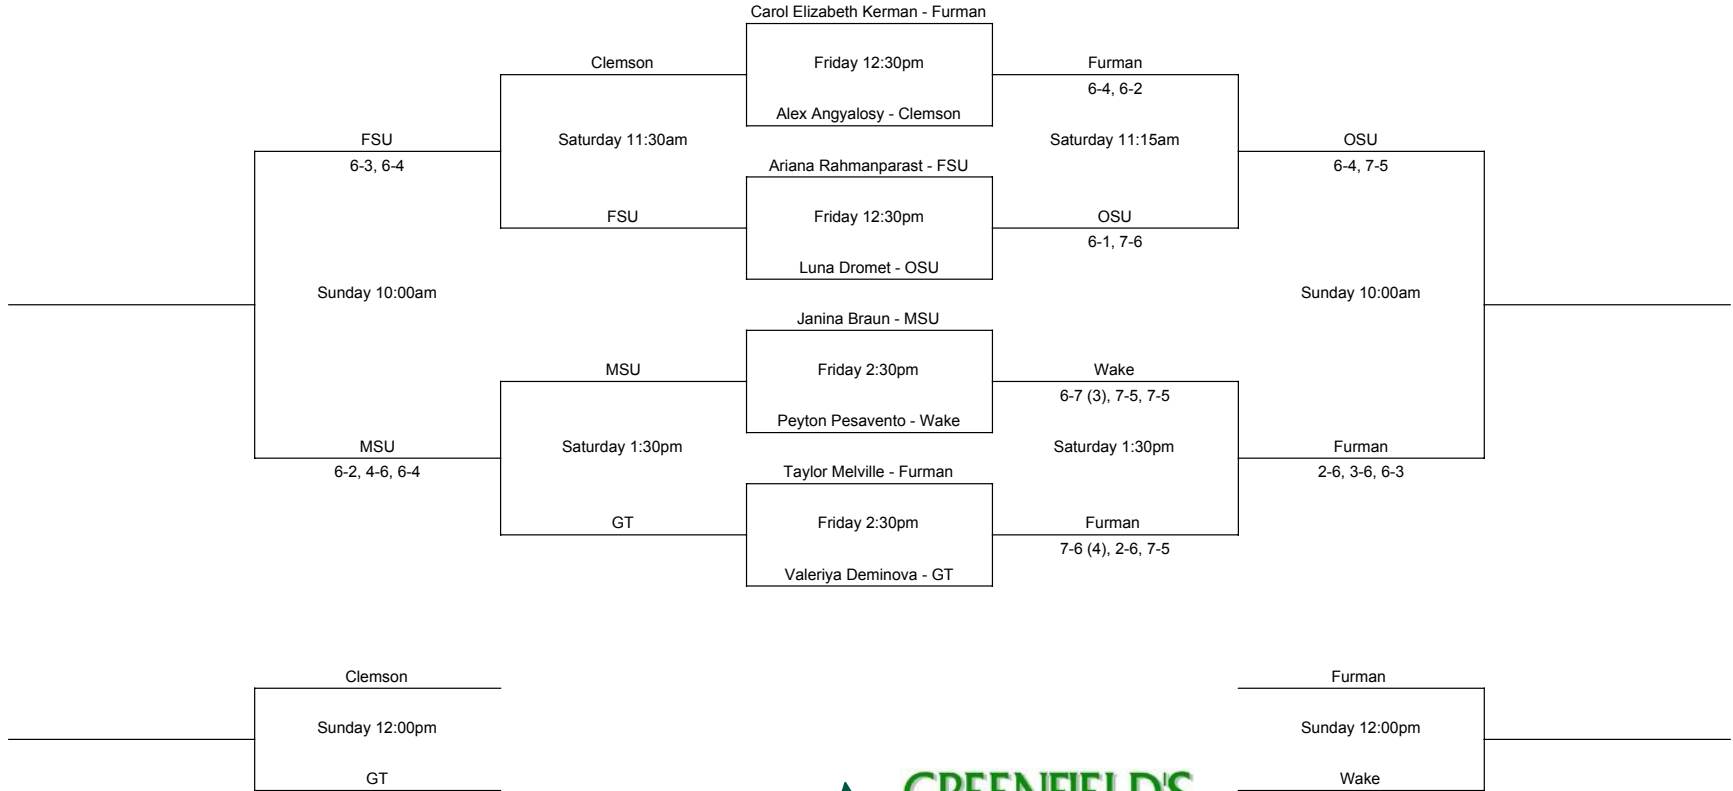 Carol Elizabeth Kerman - Furman
Clemson
Friday 12:30pm
Furman
6-4, 6-2
Alex Angyalosy - Clemson
FSU
Saturday 11:30am
Saturday 11:15am
OSU
6-3, 6-4
Ariana Rahmanparast - FSU
6-4, 7-5
FSU
Friday 12:30pm
OSU
6-1, 7-6
Luna Dromet - OSU
Sunday 10:00am
Sunday 10:00am
Janina Braun - MSU
MSU
Friday 2:30pm
Wake
6-7 (3), 7-5, 7-5
Peyton Pesavento - Wake
MSU
Saturday 1:30pm
Saturday 1:30pm
Furman
6-2, 4-6, 6-4
Taylor Melville - Furman
2-6, 3-6, 6-3
GT
Friday 2:30pm
Furman
7-6 (4), 2-6, 7-5
Valeriya Deminova - GT
Clemson
Furman
Sunday 12:00pm
Sunday 12:00pm
GT
GREENFIELD'S
Wake